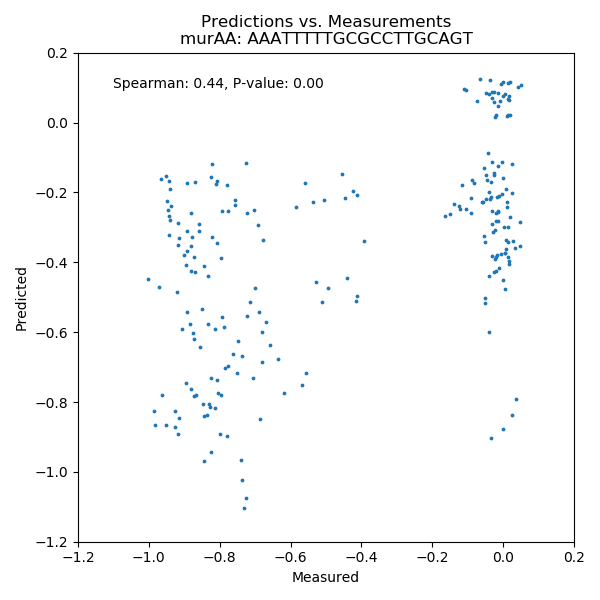 Predictions vs. Measurements
murAA: AAATTTTTGCGCCTTGCAGT
Spearman: 0.44, P-value: 0.00
0.2
0.0
−0.2
−0.4
−0.6
−0.8
−1.0
−1.2
Predicted
−1.2 −1.0 −0.8 −0.6 −0.4 −0.2 0.0 0.2
Measured